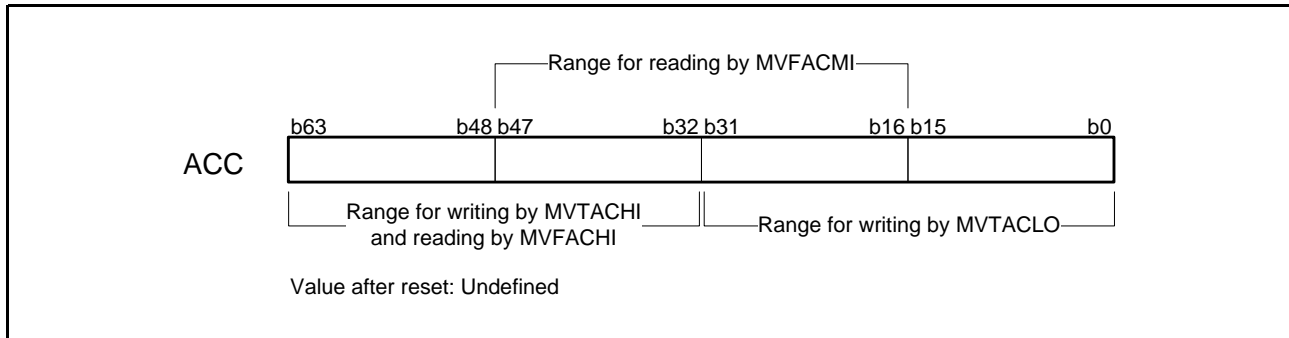 Range for reading by MVFACMI
b63 b48 b47 b32 b31 b16 b15 b0
ACC
Range for writing by MVTACHI
and reading by MVFACHI
Range for writing by MVTACLO
Value after reset: Undefined